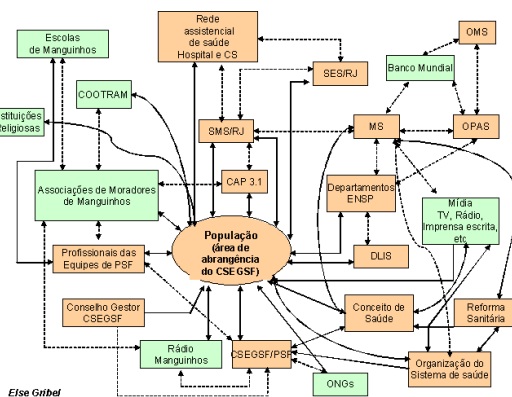 Rede
assistencial
de saúde
Hospital e CS
OMS
Escolas
de Manguinhos
SES/RJ
Banco Mundial
COOTRAM
stituições
eligiosas
SMS/RJ
MS
OPAS
CAP 3.1
Associações de Moradores
de Manguinhos
Departamentos
ENSP
Mídia
TV, Rádio,
Imprensa escrita,
etc
População
(área de
abrangência
do CSEGSF)
Profissionais das
Equipes de PSF
DLIS
Conselho Gestor
CSEGSF
Conceito de
Saúde
Reforma
Sanitária
Rádio
Manguinhos
CSEGSF/PSF
Organização do
Sistema de saúde
ONGs
Else Gribel